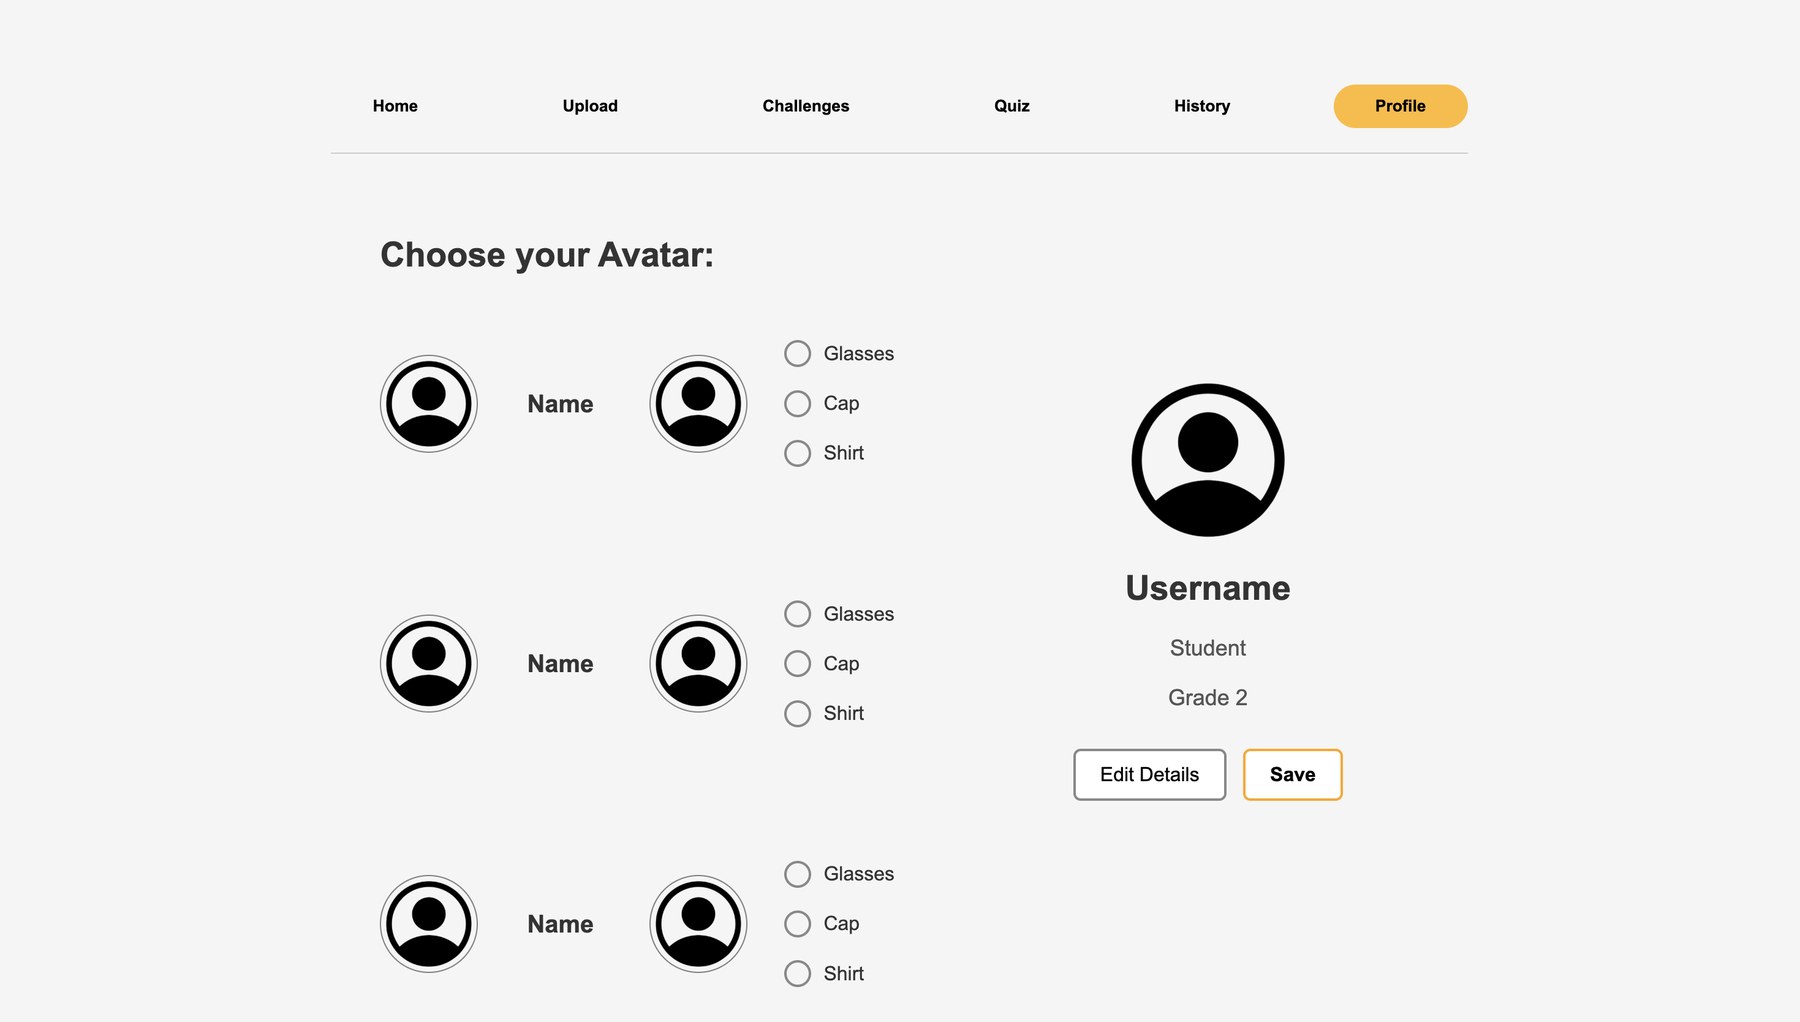 Home Upload Challenges Quiz History Profile
Choose your Avatar:
Glasses
Name
Cap
Shirt
Glasses
Name
Cap
Shirt
Glasses
Name
Cap
Shirt
Username
Student
Grade 2
Edit Details Save